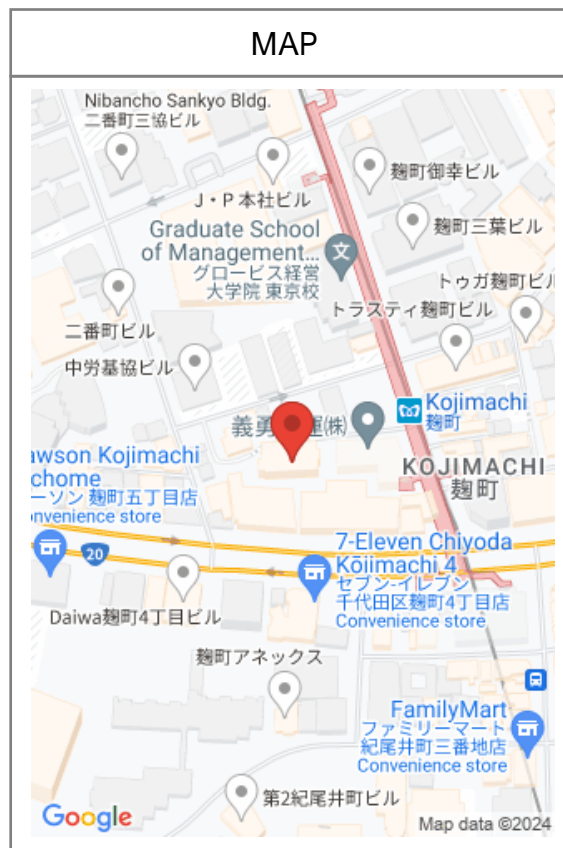 MAP
Nibancho Sankyo Bldg.
二番町三協ビル
J・P本社ビル
麹町御幸ビル
麹町三葉ビル
Graduate School
of Management...
グロービス経営
大学院 東京校
文
トゥガ麹町ビル
トラスティ麹町ビル
二番町ビル
中労基協ビル
Kojimachi
麹町
義勇
運㈱
KOJIMACHI
麹町
awson Kojimachi
chome
ーソン 麹町五丁目店
onvenience store
20
7-Eleven Chiyoda
Kōjimachi 4
セブン-イレブン
千代田区麹町4丁目店
Convenience store
Daiwa麹町4丁目ビル
麹町アネックス
FamilyMart
ファミリーマート
紀尾井町三番地店
Convenience store
第2紀尾井町ビル
Google
Map data ©2024